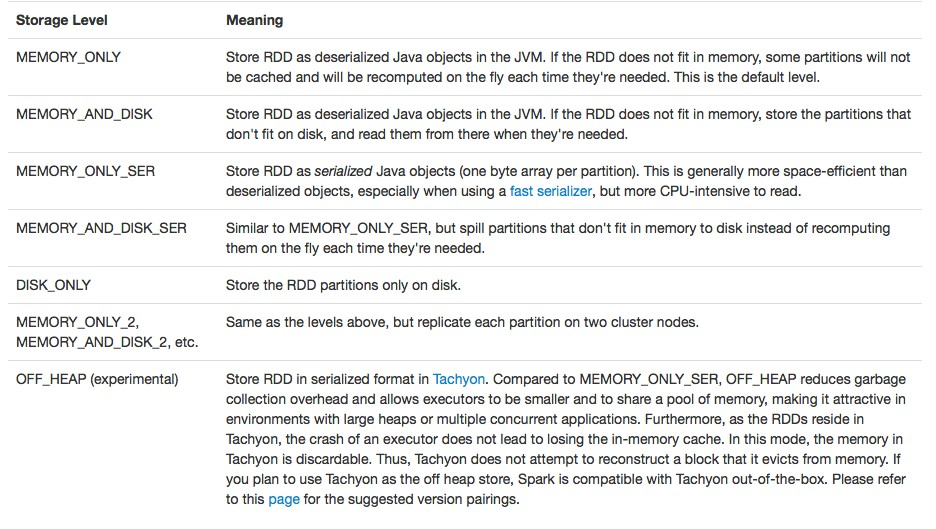 Storage Level Meaning
MEMORY_ONLY Store RDD as deserialized Java objects in the JVM. If the RDD does not fit in memory, some partitions will not
be cached and will be recomputed on the fly each time they're needed. This is the default level.
MEMORY_AND_DISK Store RDD as deserialized Java objects in the JVM. If the RDD does not fit in memory, store the partitions that
don't fit on disk, and read them from there when they're needed.
MEMORY_ONLY_SER Store RDD as serialized Java objects (one byte array per partition). This is generally more space-efficient than
deserialized objects, especially when using a fast serializer, but more CPU-intensive to read.
MEMORY_AND_DISK_SER Similar to MEMORY_ONLY_SER, but spill partitions that don't fit in memory to disk instead of recomputing
them on the fly each time they're needed.
DISK_ONLY Store the RDD partitions only on disk.
MEMORY_ONLY_2, Same as the levels above, but replicate each partition on two cluster nodes.
MEMORY_AND_DISK_2, etc.
OFF_HEAP (experimental) Store RDD in serialized format in Tachyon. Compared to MEMORY_ONLY_SER, OFF_HEAP reduces garbage
collection overhead and allows executors to be smaller and to share a pool of memory, making it attractive in
environments with large heaps or multiple concurrent applications. Furthermore, as the RDDs reside in
Tachyon, the crash of an executor does not lead to losing the in-memory cache. In this mode, the memory in
Tachyon is discardable. Thus, Tachyon does not attempt to reconstruct a block that it evicts from memory. If
you plan to use Tachyon as the off heap store, Spark is compatible with Tachyon out-of-the-box. Please refer
to this page for the suggested version pairings.